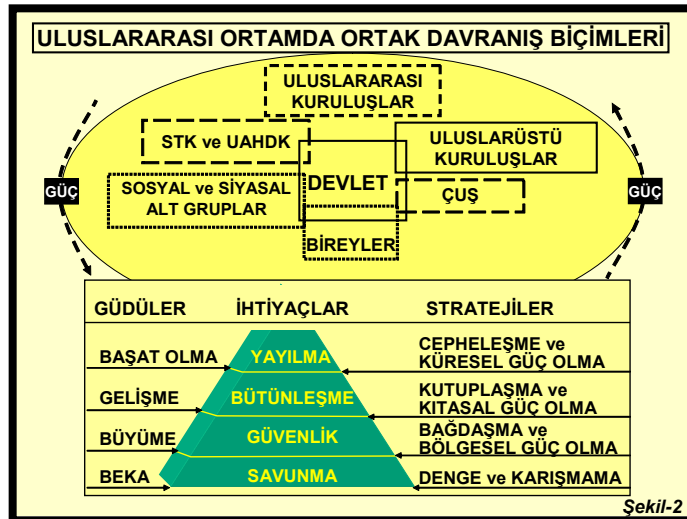 ULUSLARARASI ORTAMDA ORTAK DAVRANIŞ BİÇİMLERİ
ULUSLARARASI
KURULUŞLAR
STK ve UAHDK
ULUSLARÜSTÜ
KURULUŞLAR
DEVLET
SOSYAL ve SİYASAL
ALT GRUPLAR
ÇUŞ
BİREYLER
GÜÇ
GÜÇ
GÜDÜLER İHTİYAÇLAR STRATEJİLER
BAŞAT OLMA YAYILMA CEPHELEŞME ve
KÜRESEL GÜÇ OLMA
GELİŞME BÜTÜNLEŞME KUTUPLAŞMA ve
KITASAL GÜÇ OLMA
BÜYÜME GÜVENLİK BAĞDAŞMA ve
BÖLGESEL GÜÇ OLMA
BEKA SAVUNMA DENGE ve KARIŞMAMA
Şekil-2